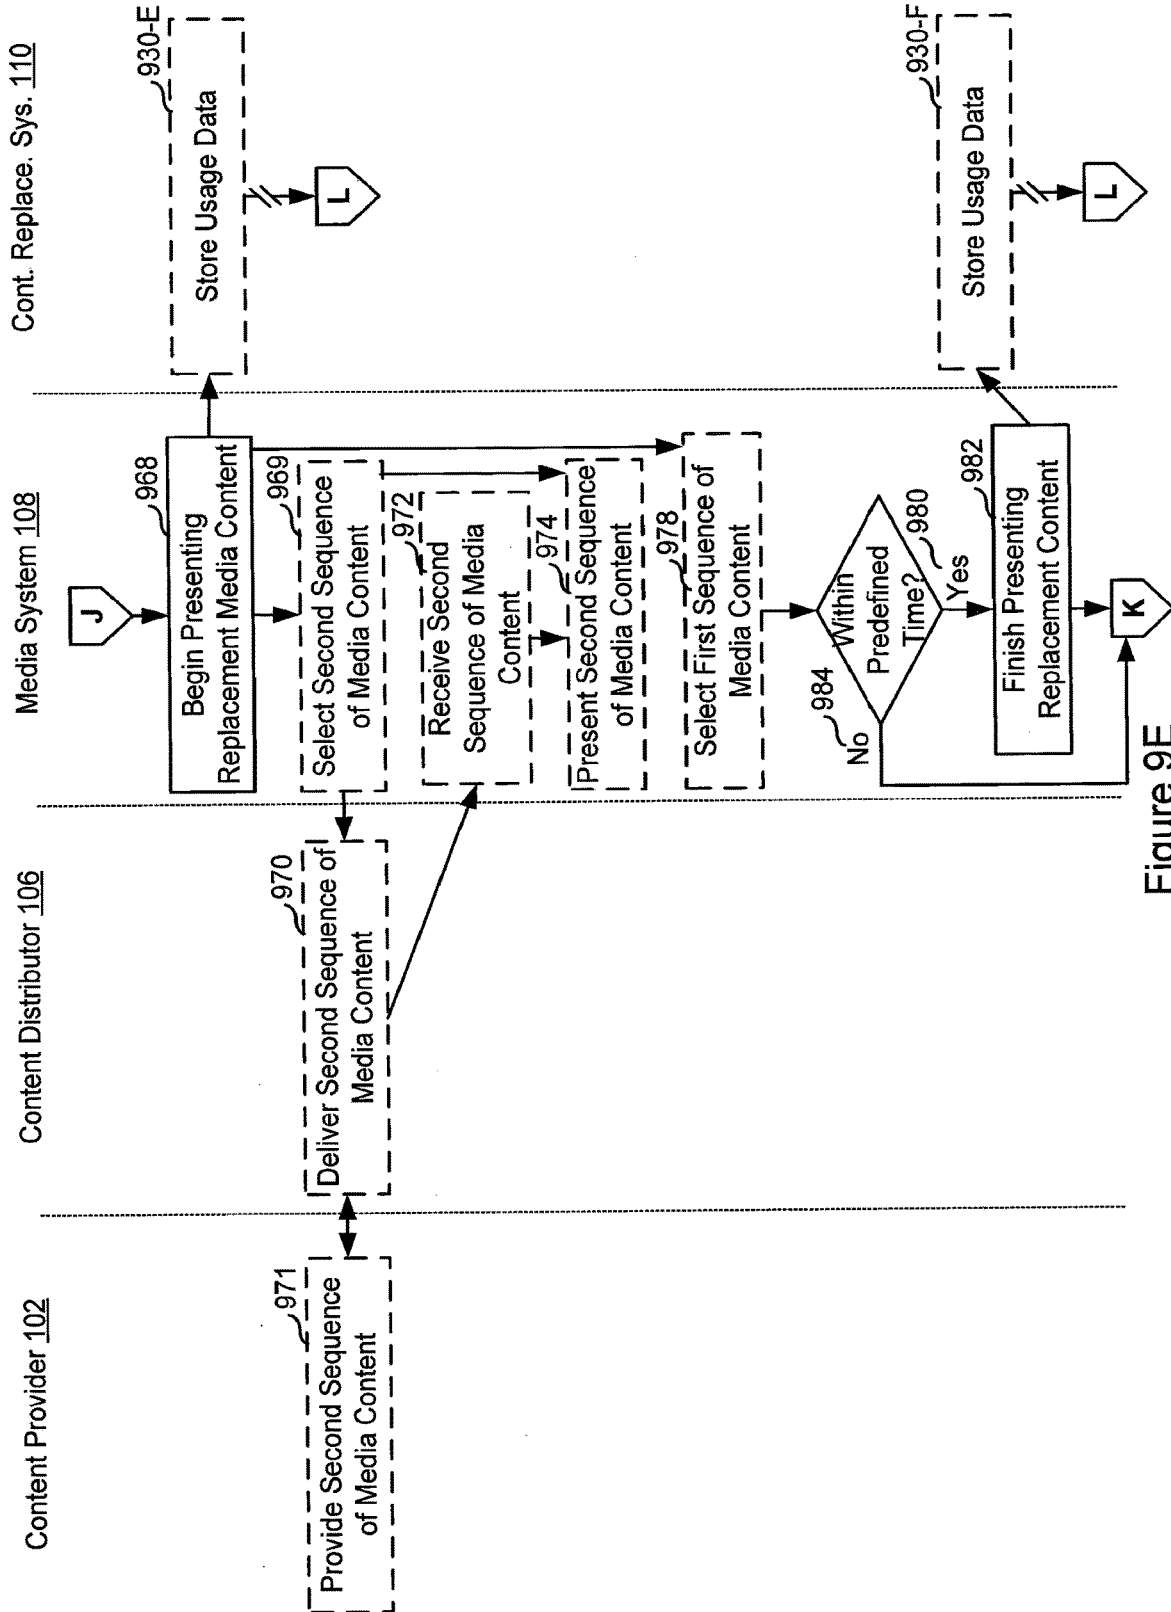 Content Provider 102
Content Distributor 106
Media System 108
Cont. Replace. Sys. 110
J
968
Begin Presenting
Replacement Media Content
930-E
Store Usage Data
L
971
Provide Second Sequence
of Media Content
970
Deliver Second Sequence of
Media Content
969
Select Second Sequence
of Media Content
972
Receive Second
Sequence of Media
Content
974
Present Second Sequence
of Media Content
978
Select First Sequence of
Media Content
Within
Predefined
Time?
984
No
980
Yes
982
Finish Presenting
Replacement Content
930-F
Store Usage Data
L
K
Figure 9E